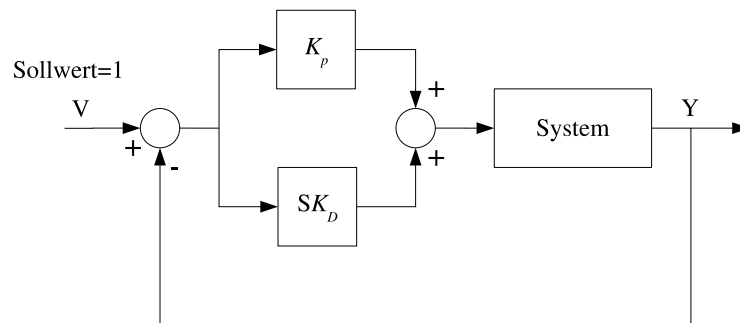 Sollwert=1
V
+
-
K_p
SK_D
+
+
System
Y